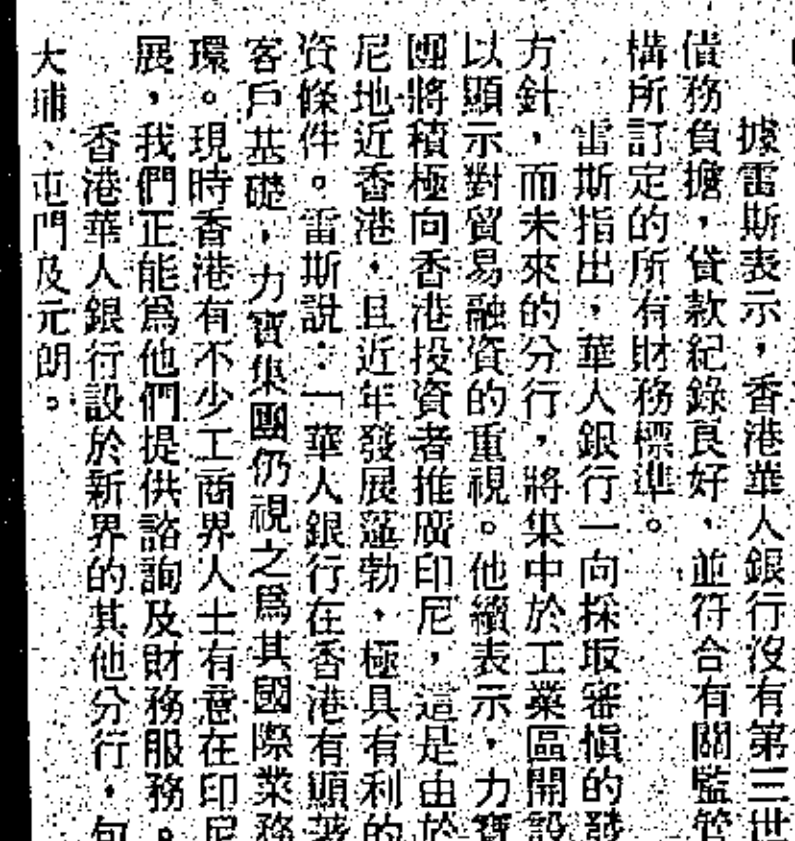 據雷斯表示，香港華人銀行沒有第三世
債務負擔，貸款紀錄良好，並符合有關監管
構所訂定的所有財務標準。
雷斯指出，華人銀行一向採取審慎的發
方針，而未來的分行，將集中於工業區開設
以顯示對貿易融資的重視。他續表示，力寶
團將積極向香港投資者推廣印尼，這是由於
尼地近香港，且近年發展蓬勃，極具有利的
資條件。雷斯說：「華人銀行在香港有顯著
客戶基礎，力寶集團仍視之爲其國際業務
環。現時香港有不少工商界人士有意在印尼
展，我們正能爲他們提供諮詢及財務服務。
香港華人銀行設於新界的其他分行，包
大埔、屯門及元朗。